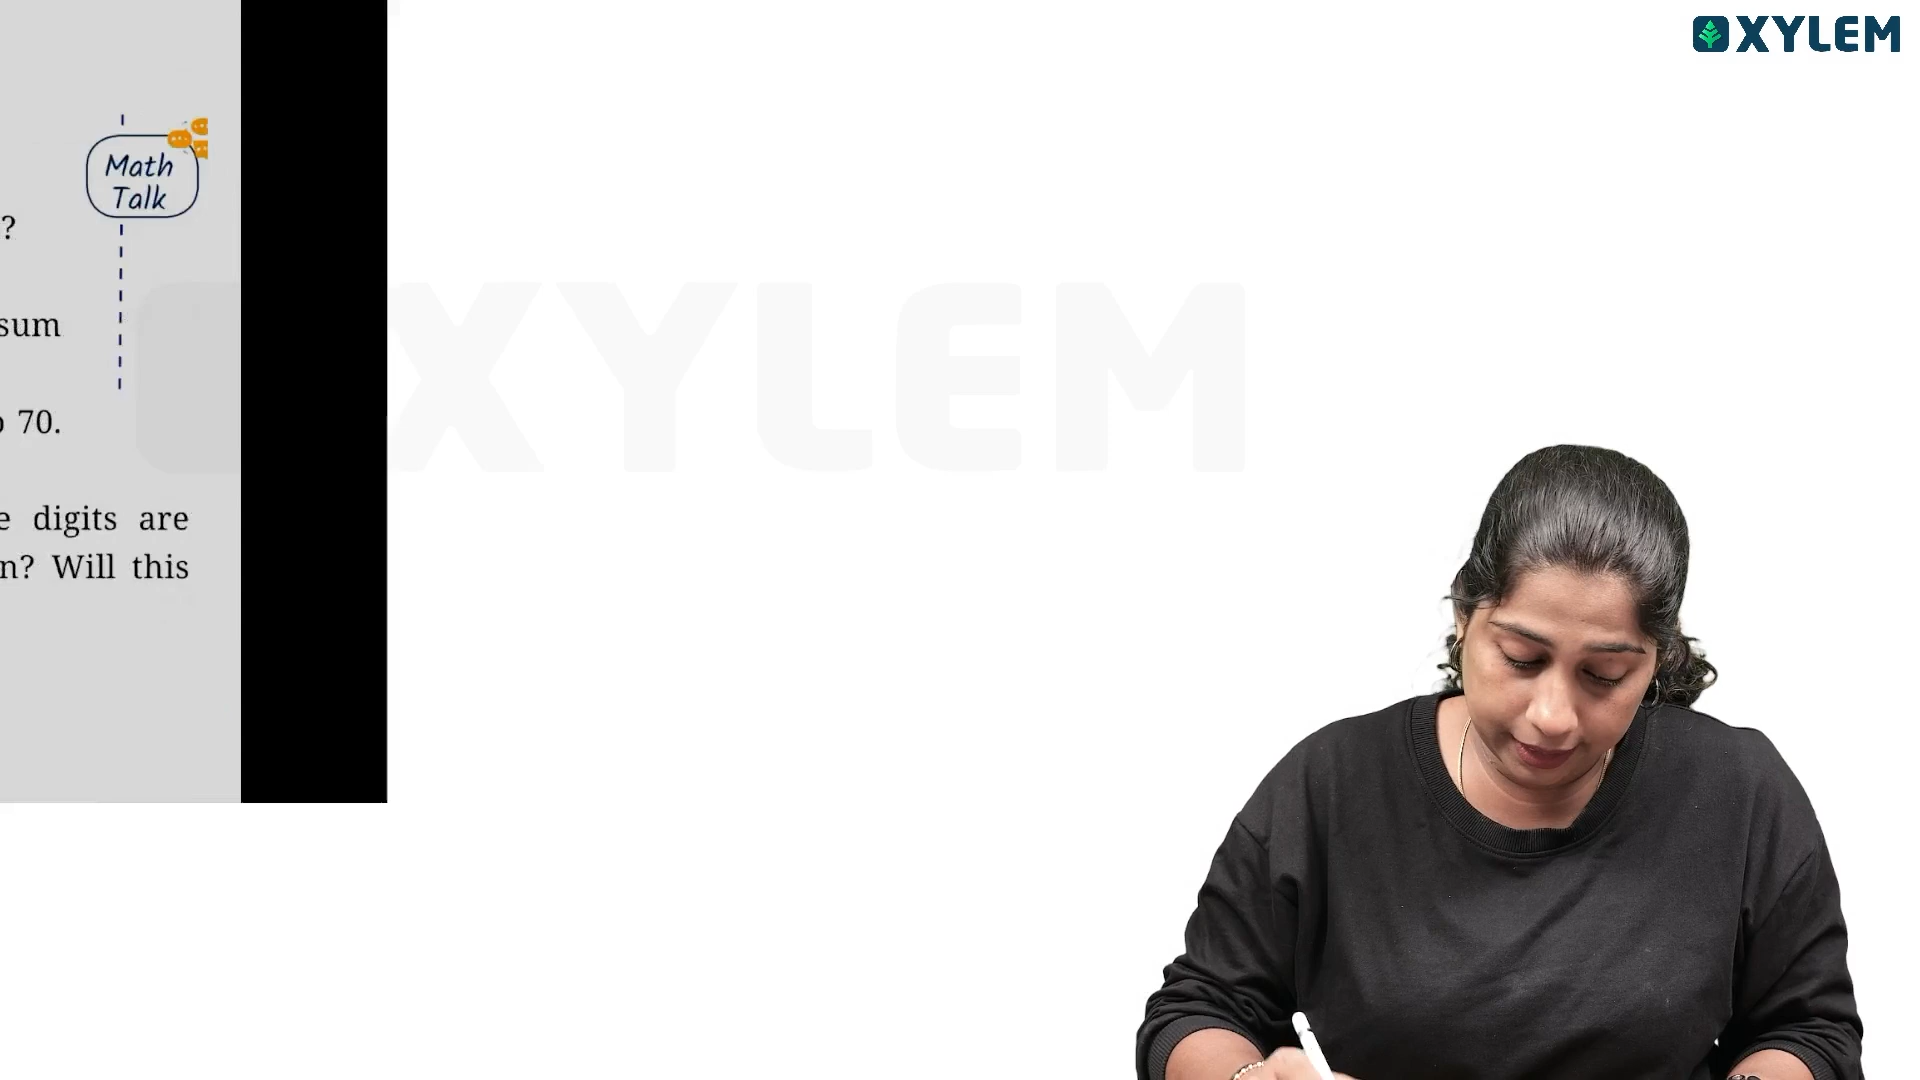 XYLEM
Math
Talk
?
sum
70.
digits are
? Will this
XYLEM